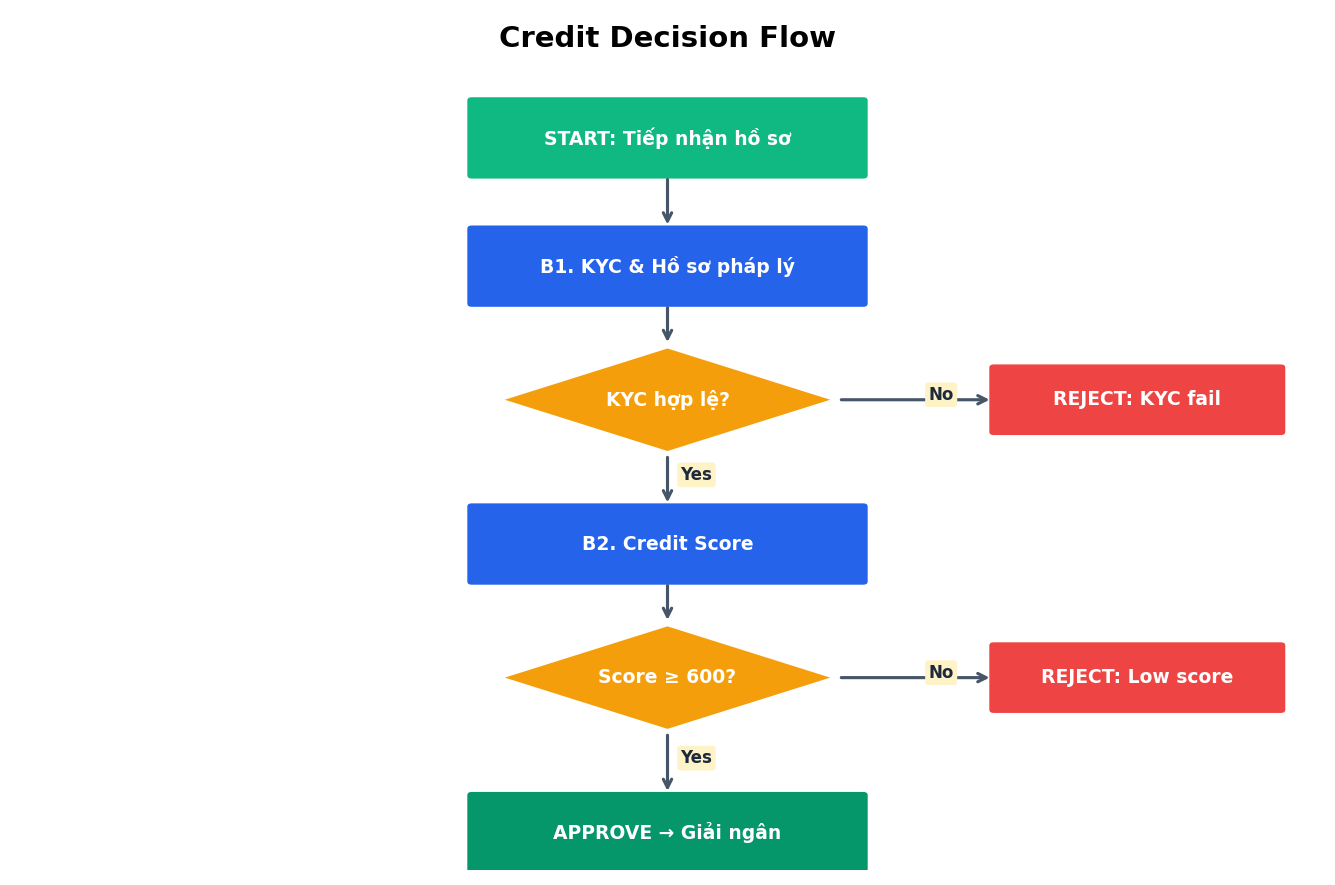 Credit Decision Flow
START: Tiếp nhận hồ sơ
B1. KYC & Hồ sơ pháp lý
KYC hợp lệ?
No
REJECT: KYC fail
Yes
B2. Credit Score
Score ≥ 600?
No
REJECT: Low score
Yes
APPROVE → Giải ngân